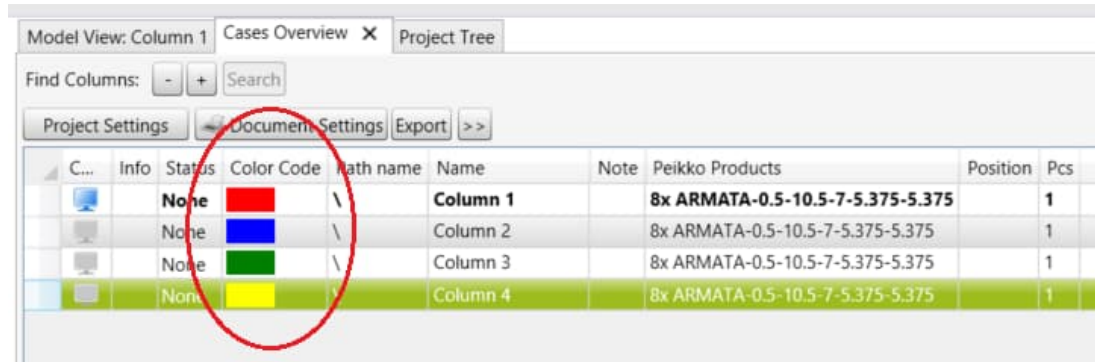 Model View: Column 1 Cases Overview X Project Tree
Find Columns: - + Search
Project Settings Document Settings Export >>
C... Info Status Color Code Path name Name Note Peikko Products Position Pcs
None \ Column 1 8x ARMATA-0.5-10.5-7-5.375-5.375 1
None \ Column 2 8x ARMATA-0.5-10.5-7-5.375-5.375 1
None \ Column 3 8x ARMATA-0.5-10.5-7-5.375-5.375 1
None \ Column 4 8x ARMATA-0.5-10.5-7-5.375-5.375 1